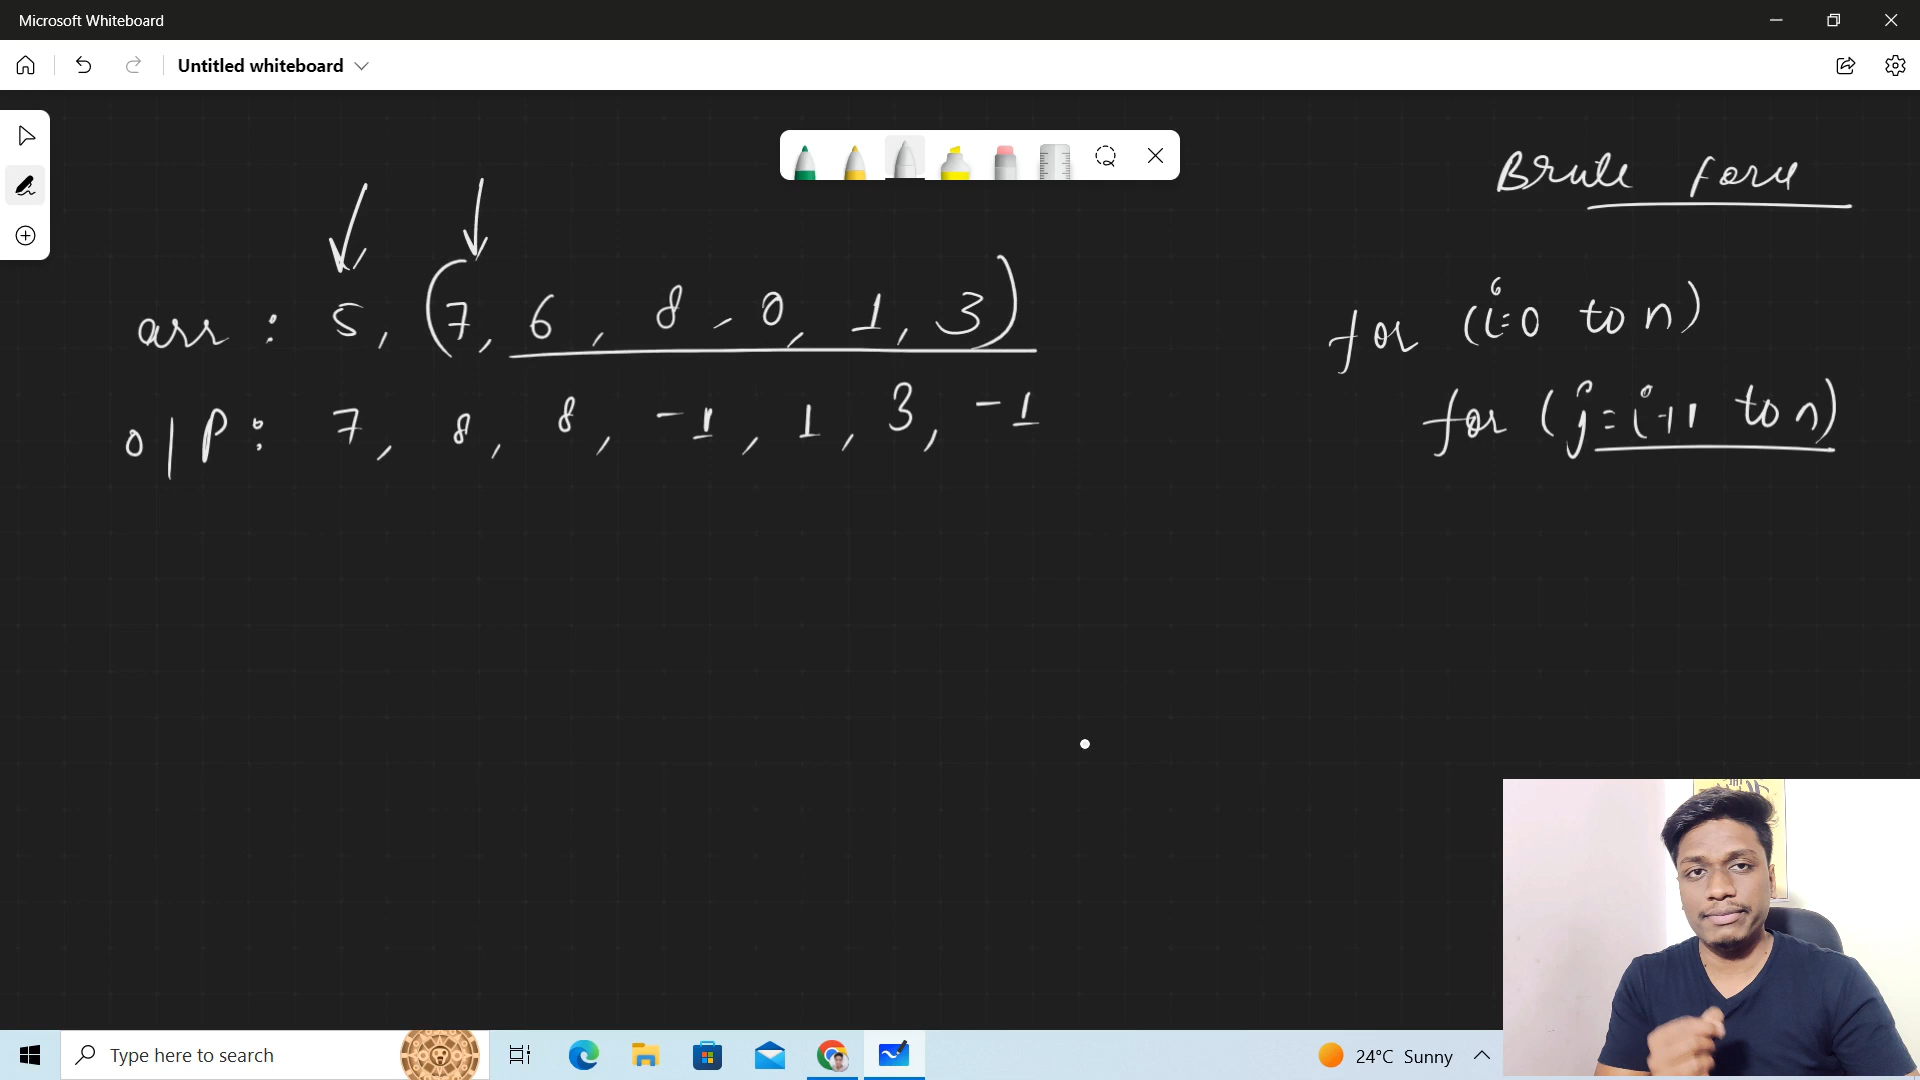 Microsoft Whiteboard
Untitled whiteboard
Brute force
arr : 5, (7, 6, 8, 0, 1, 3)
o/p : 7, 8, 8, -1, 1, 3, -1
for (i=0 to n)
for (j=i+1 to n)
Type here to search
24°C Sunny